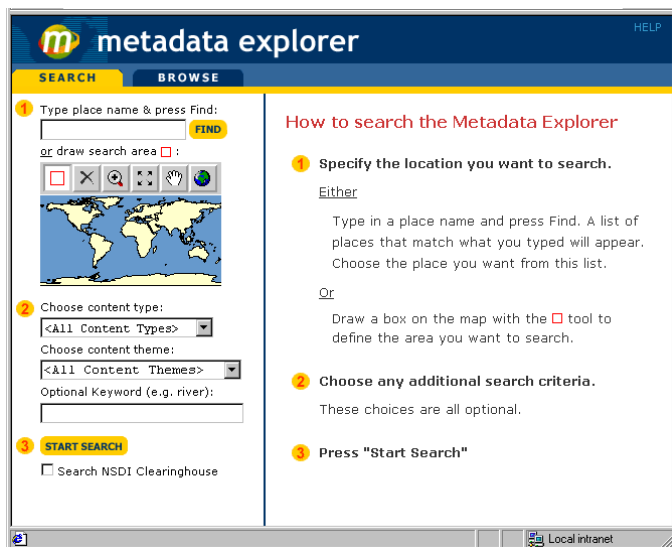 m metadata explorer
HELP
SEARCH BROWSE
1 Type place name & press Find:
FIND
or draw search area :
2 Choose content type:
<All Content Types>
Choose content theme:
<All Content Themes>
Optional Keyword (e.g. river):
3 START SEARCH
Search NSDI Clearinghouse
How to search the Metadata Explorer
1 Specify the location you want to search.
Either
Type in a place name and press Find. A list of
places that match what you typed will appear.
Choose the place you want from this list.
Or
Draw a box on the map with the tool to
define the area you want to search.
2 Choose any additional search criteria.
These choices are all optional.
3 Press "Start Search"
Local intranet